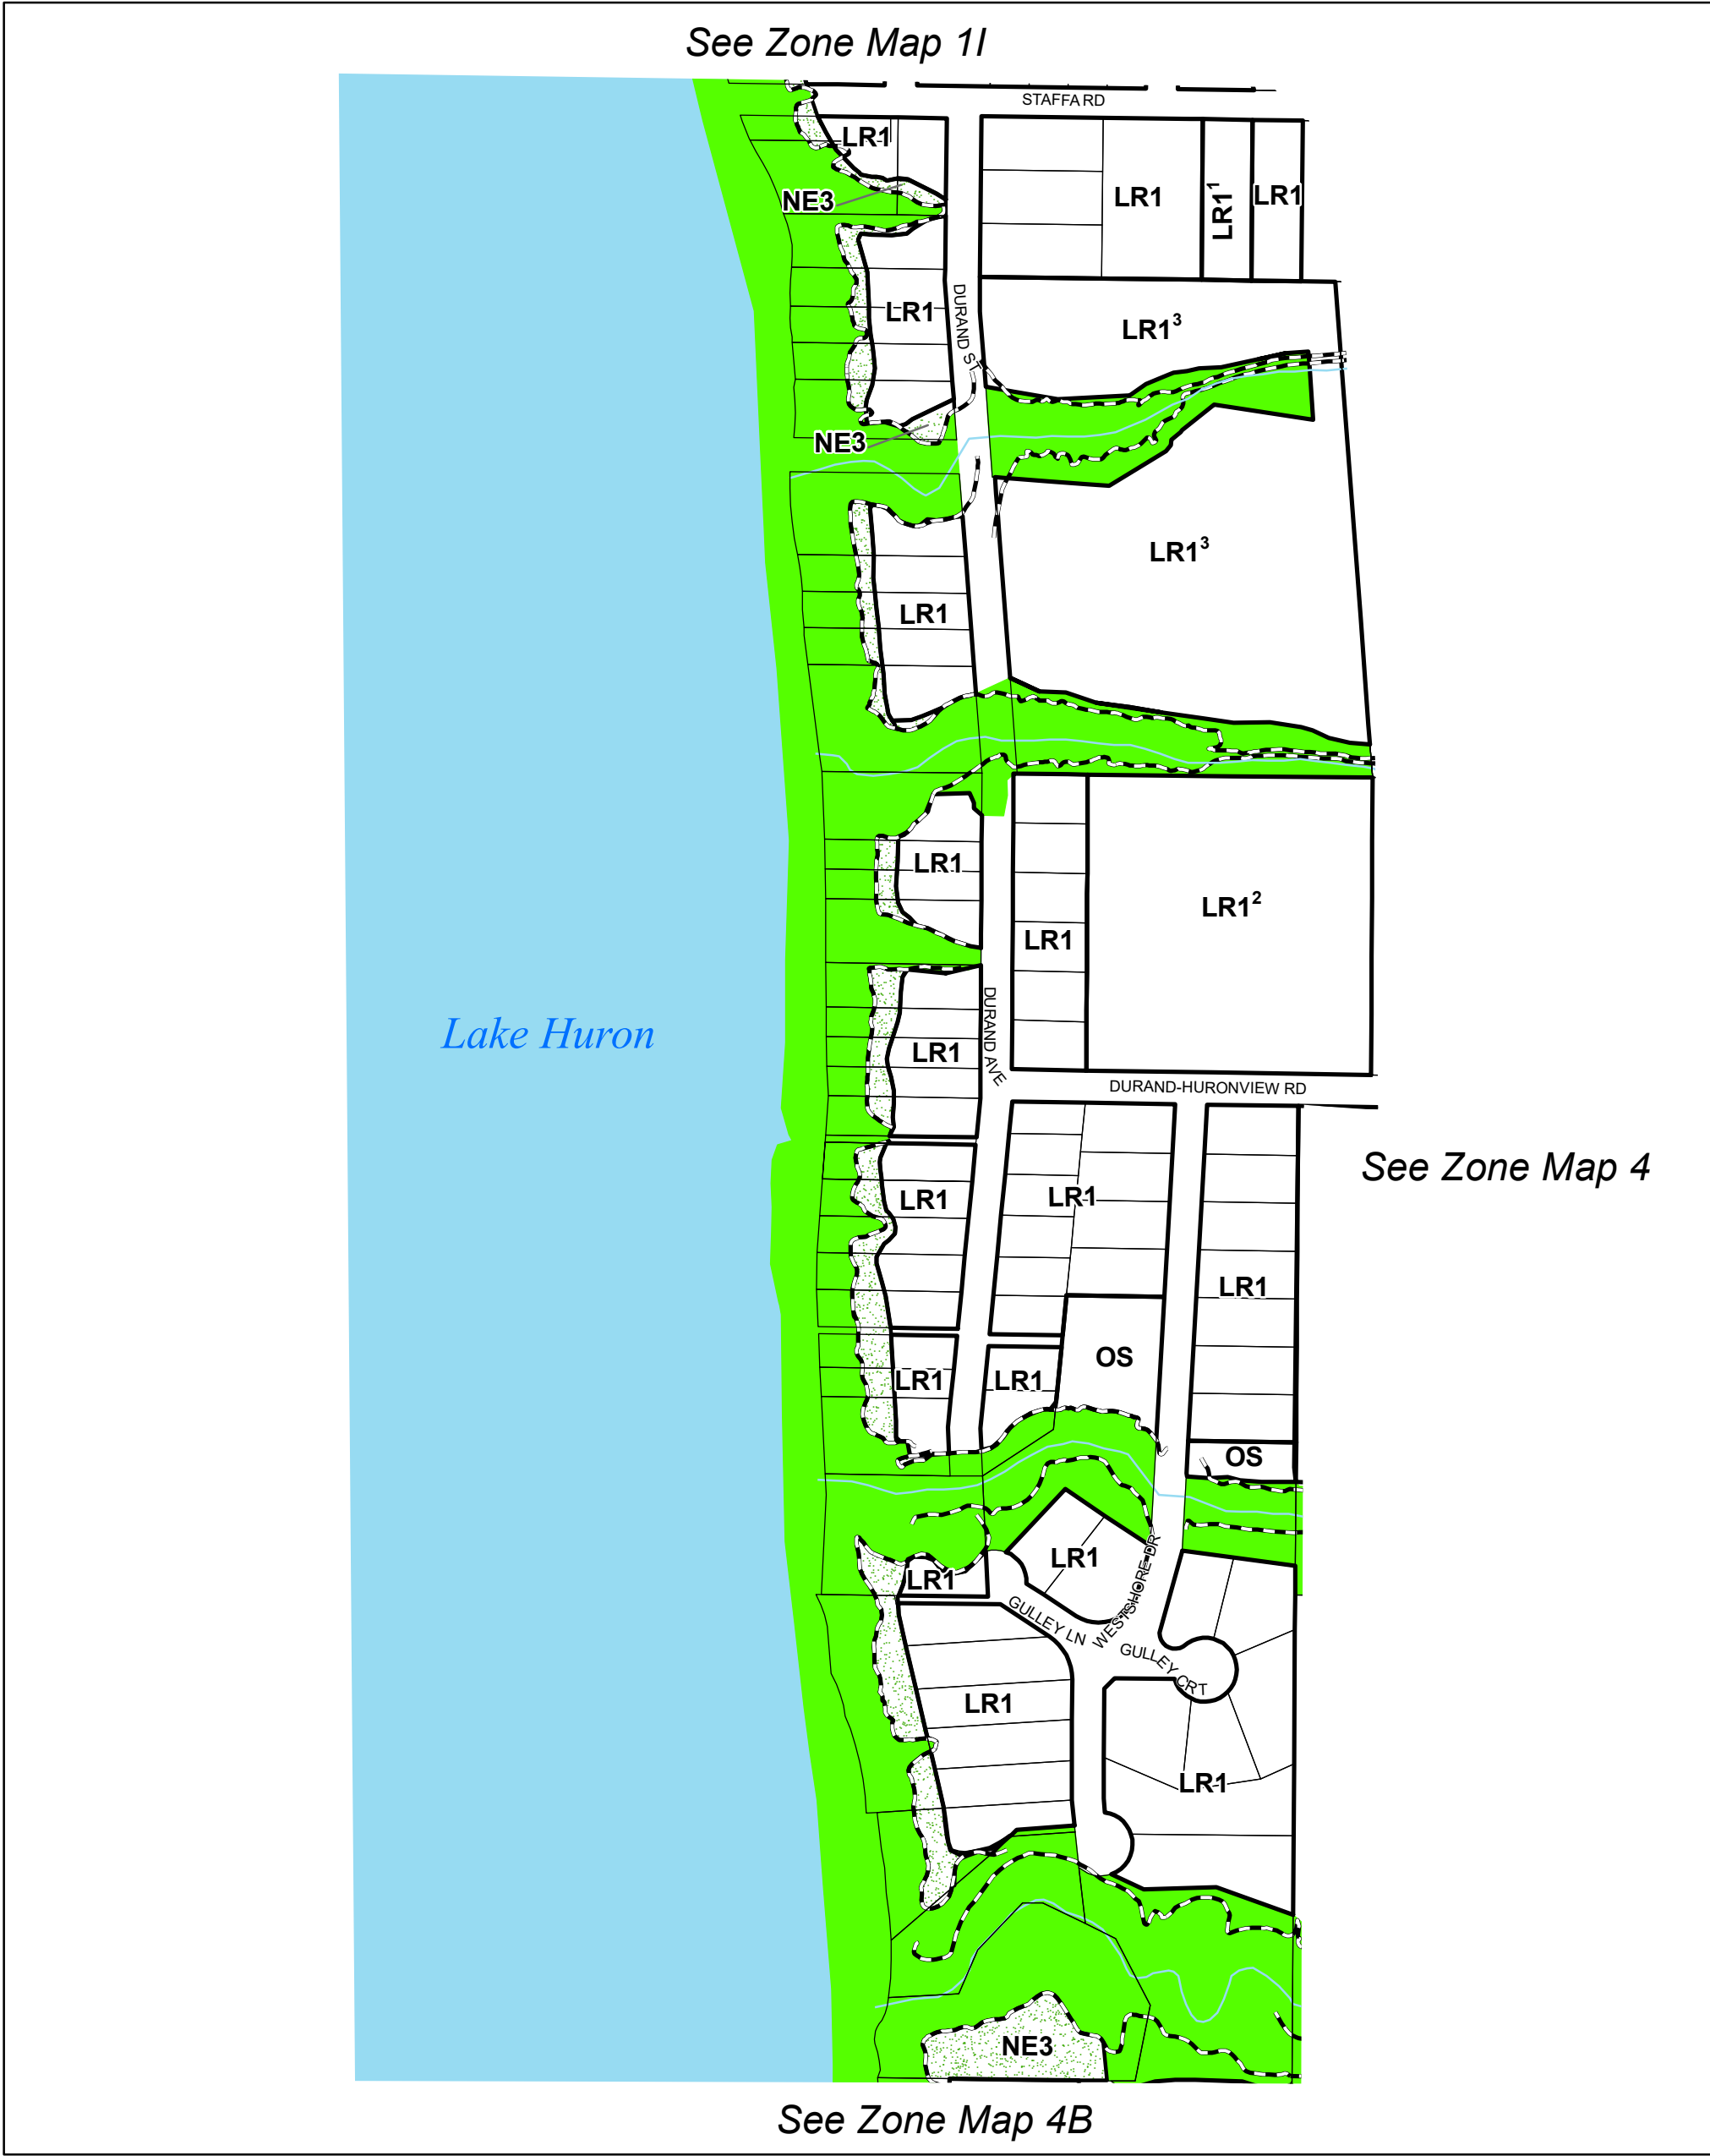 See Zone Map 1I
STAFFA RD
LR1
LR1
LR1¹
LR1
NE3
DURAND ST
LR1
LR1³
NE3
LR1³
LR1
LR1
LR1²
LR1
Lake Huron
DURAND AVE
LR1
DURAND-HURONVIEW RD
See Zone Map 4
LR1
LR1
LR1
OS
LR1
LR1
OS
LR1
LR1
WESTSHORE DR
GULLEY LN
GULLEY CRT
LR1
LR1
NE3
See Zone Map 4B